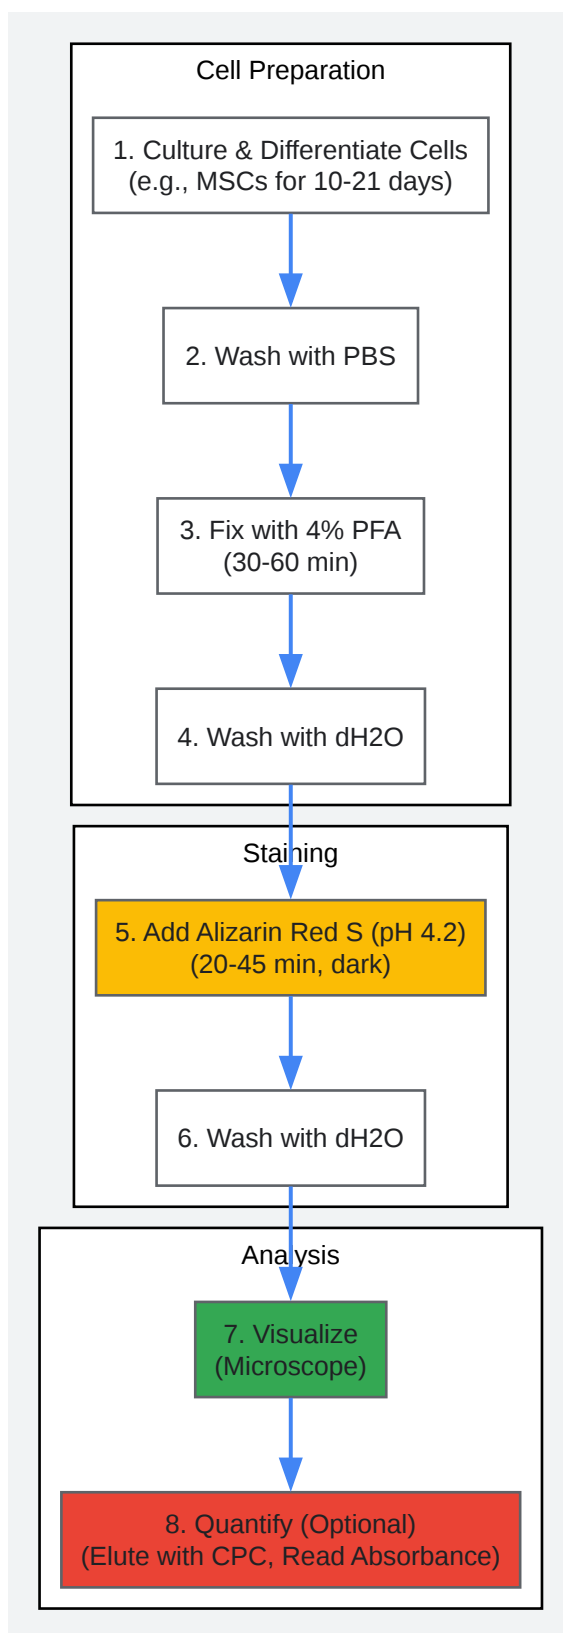 Cell Preparation
1. Culture & Differentiate Cells
(e.g., MSCs for 10-21 days)
2. Wash with PBS
3. Fix with 4% PFA
(30-60 min)
4. Wash with dH2O
Staining
5. Add Alizarin Red S (pH 4.2)
(20-45 min, dark)
6. Wash with dH2O
Analysis
7. Visualize
(Microscope)
8. Quantify (Optional)
(Elute with CPC, Read Absorbance)